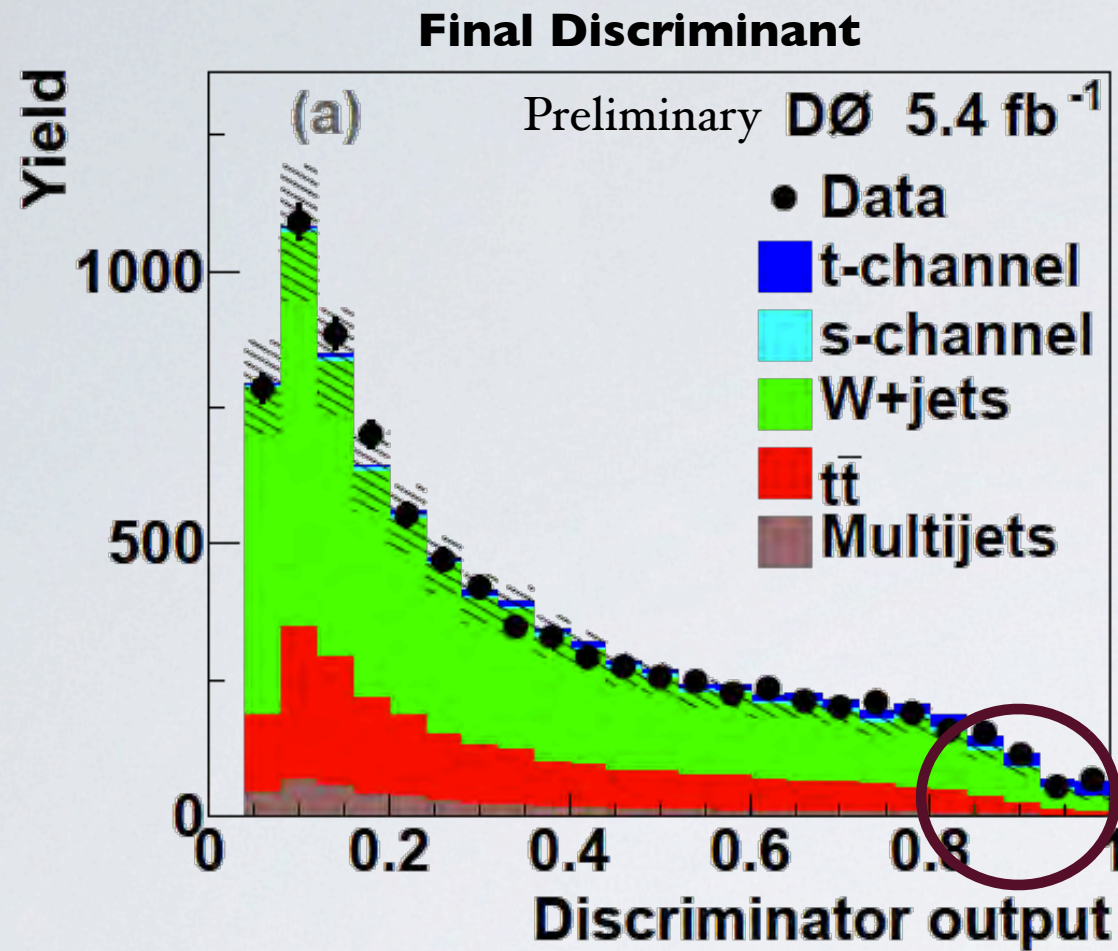 Final Discriminant
Yield
(a)
Preliminary DØ 5.4 fb⁻¹
Data
t-channel
s-channel
W+jets
tt̄
Multijets
1000
500
0
0 0.2 0.4 0.6 0.8 1
Discriminator output